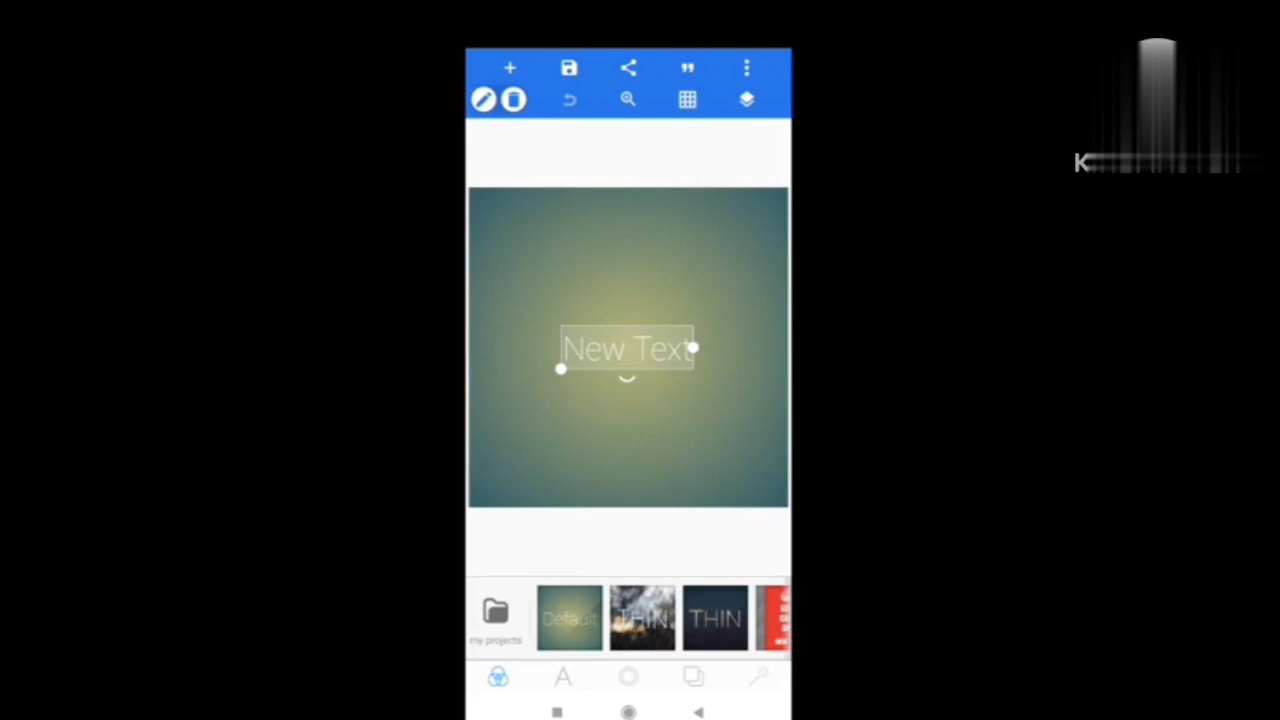 K
New Text
my projects
Default
THIN
THIN